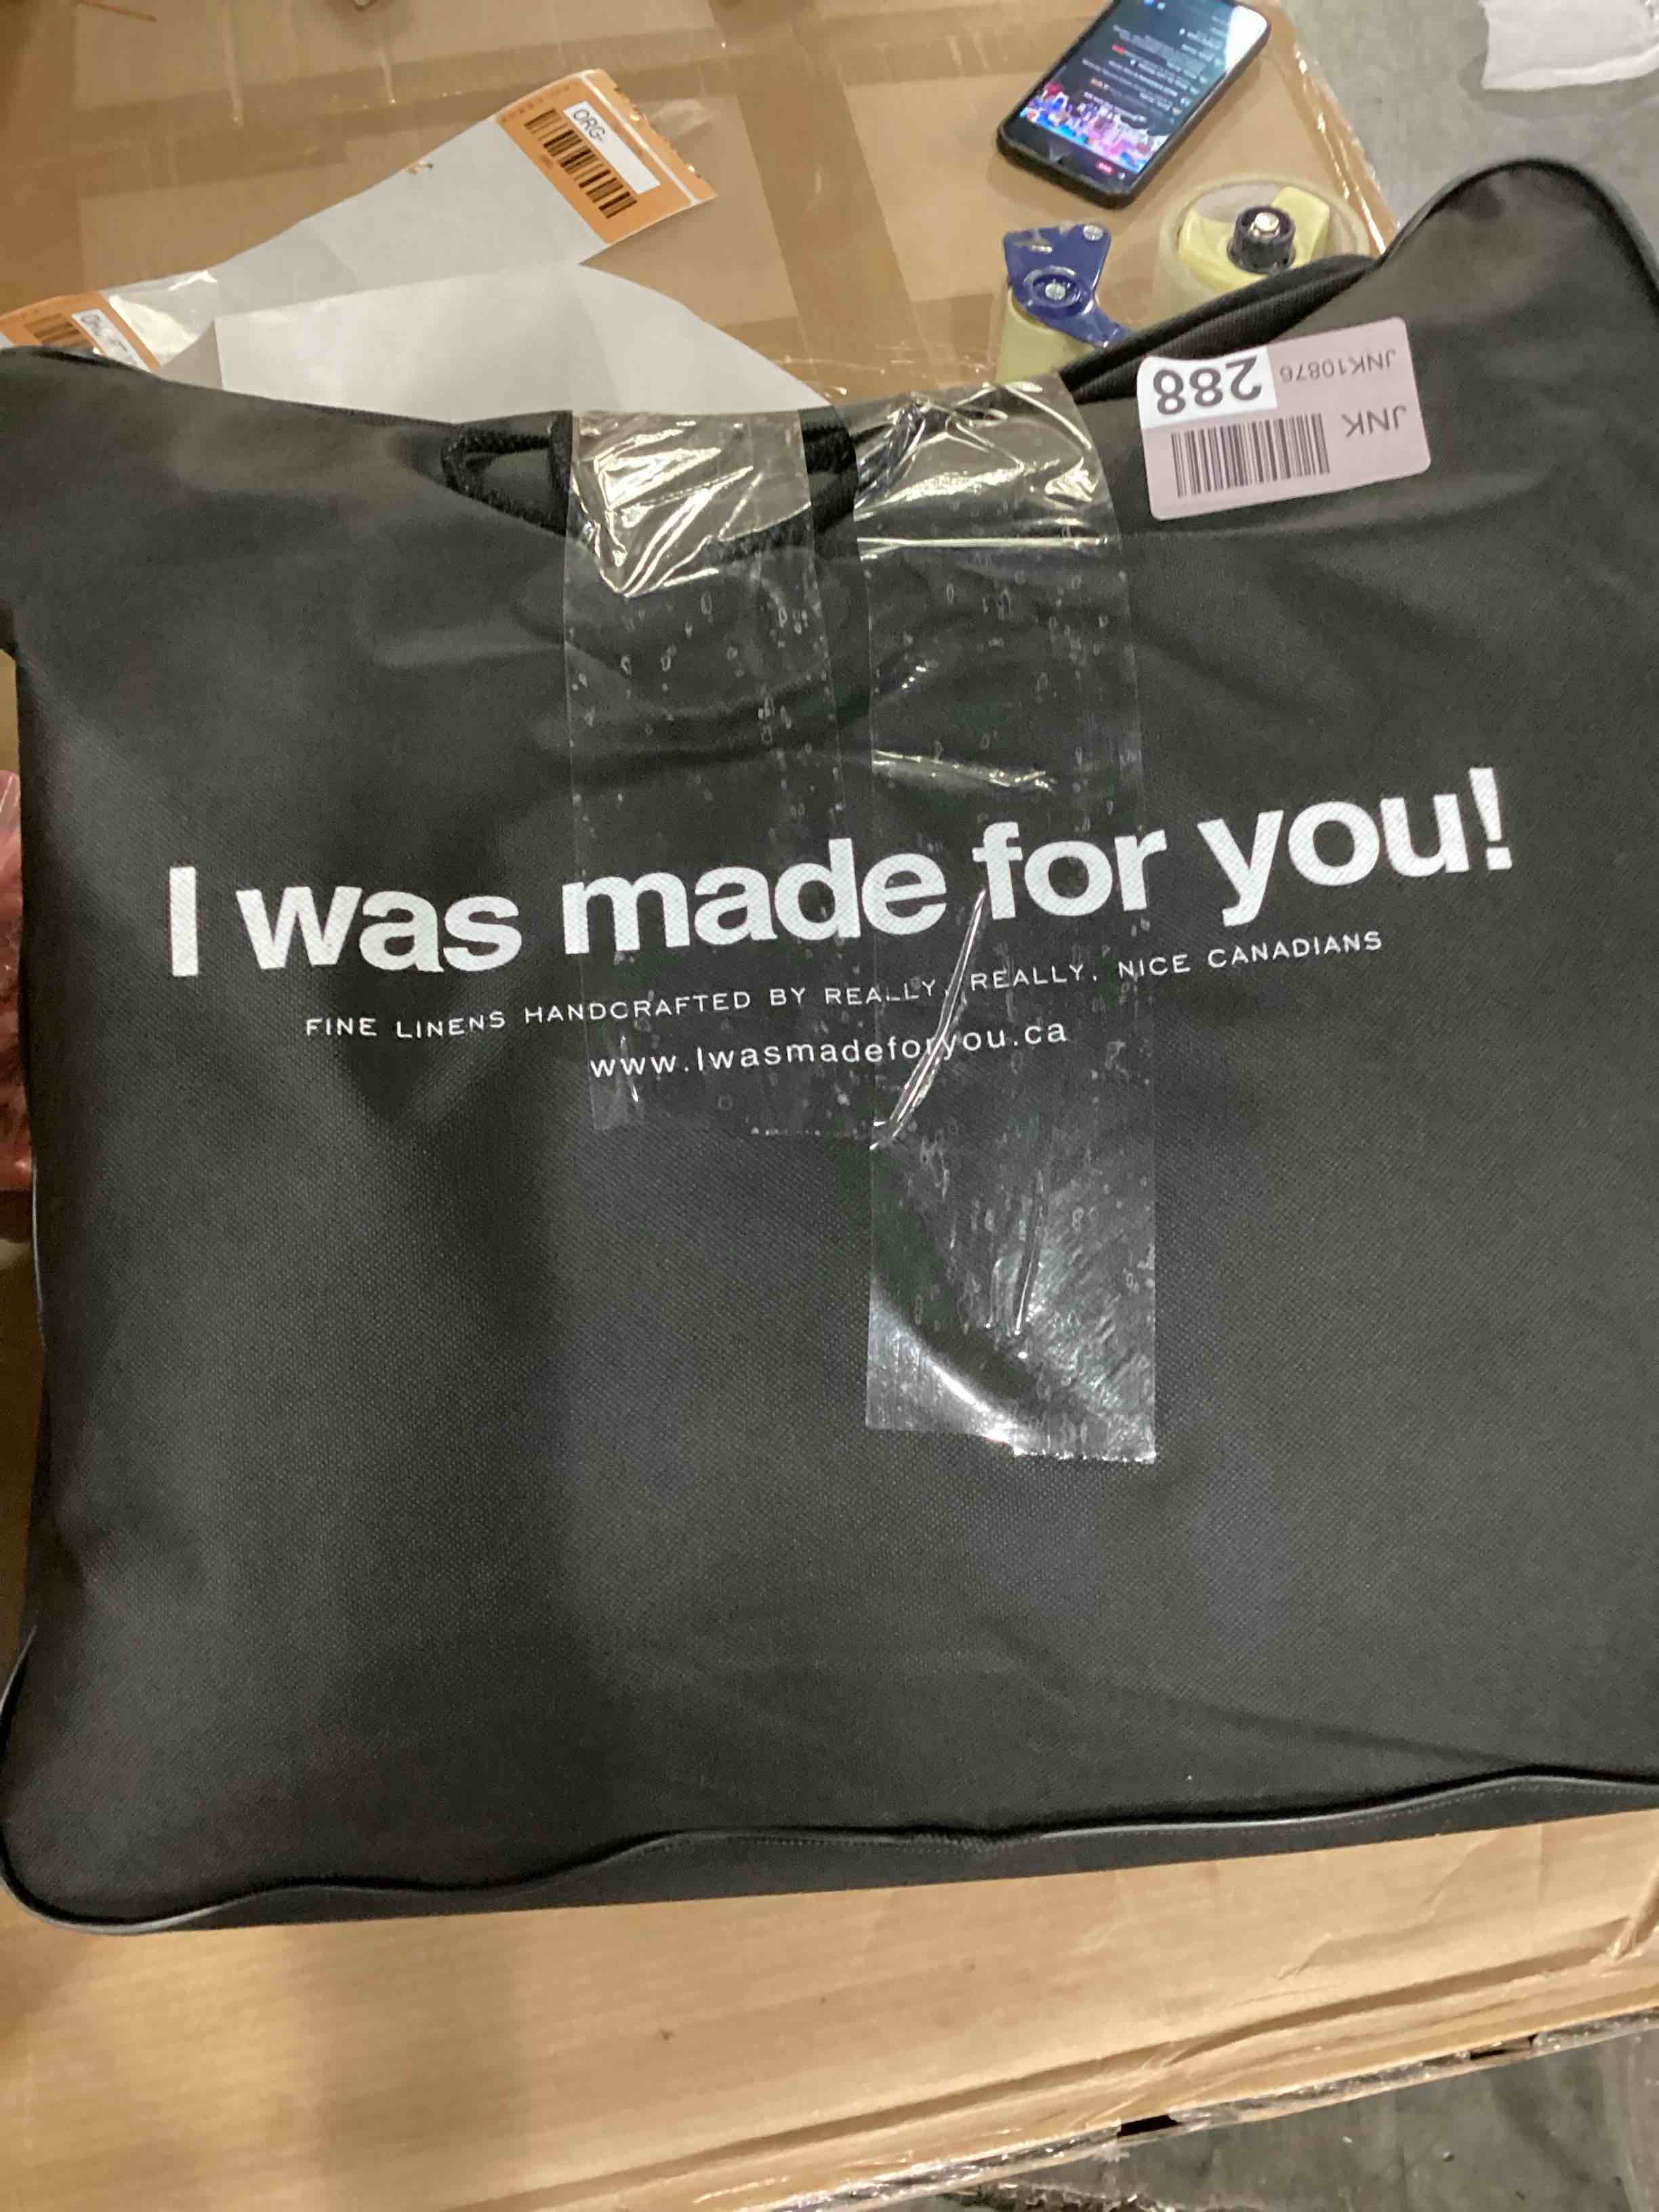 ORG-
JNK10876
288
JNK
I was made for you!
FINE LINENS HANDCRAFTED BY REALLY, REALLY, NICE CANADIANS
www.Iwasmadeforyou.ca